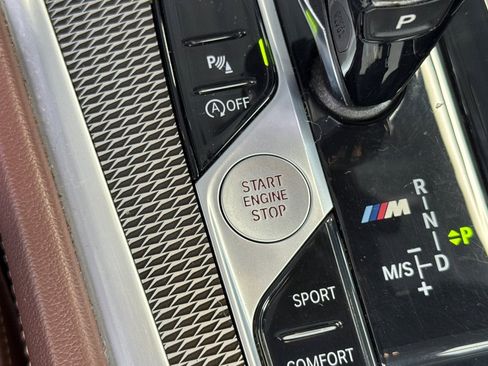 P
P
A OFF
START
ENGINE
STOP
M
R
N
D
P
M/S
+
−
SPORT
COMFORT